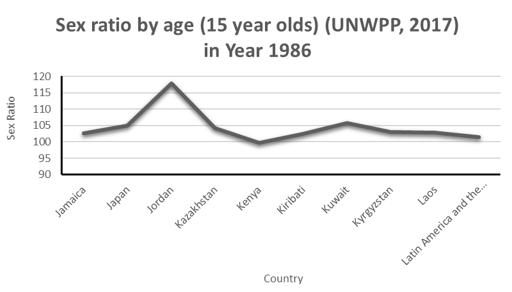 Sex ratio by age (15 year olds) (UNWPP, 2017)
in Year 1986
120
115
110
105
100
95
90
Sex Ratio
Jamaica
Japan
Jordan
Kazakhstan
Kenya
Kiribati
Kuwait
Kyrgyzstan
Laos
Latin America and the...
Country